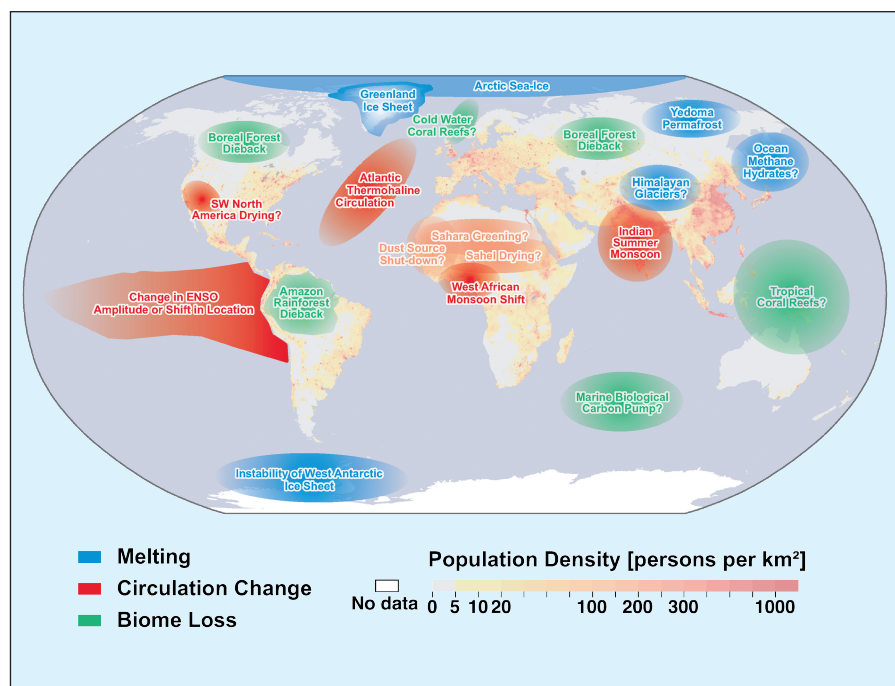 Arctic Sea-Ice
Greenland
Ice Sheet
Cold Water
Coral Reefs?
Yedoma
Permafrost
Boreal Forest
Dieback
Boreal Forest
Dieback
Ocean
Methane
Hydrates?
Atlantic
Thermohaline
Circulation
Himalayan
Glaciers?
SW North
America Drying?
Sahara Greening?
Dust Source
Shut-down?
Sahel Drying?
Indian
Summer
Monsoon
West African
Monsoon Shift
Change in ENSO
Amplitude or Shift in Location
Amazon
Rainforest
Dieback
Tropical
Coral Reefs?
Marine Biological
Carbon Pump?
Instability of West Antarctic
Ice Sheet
Melting
Circulation Change
Biome Loss
Population Density [persons per km²]
No data
0 5 10 20 100 200 300 1000